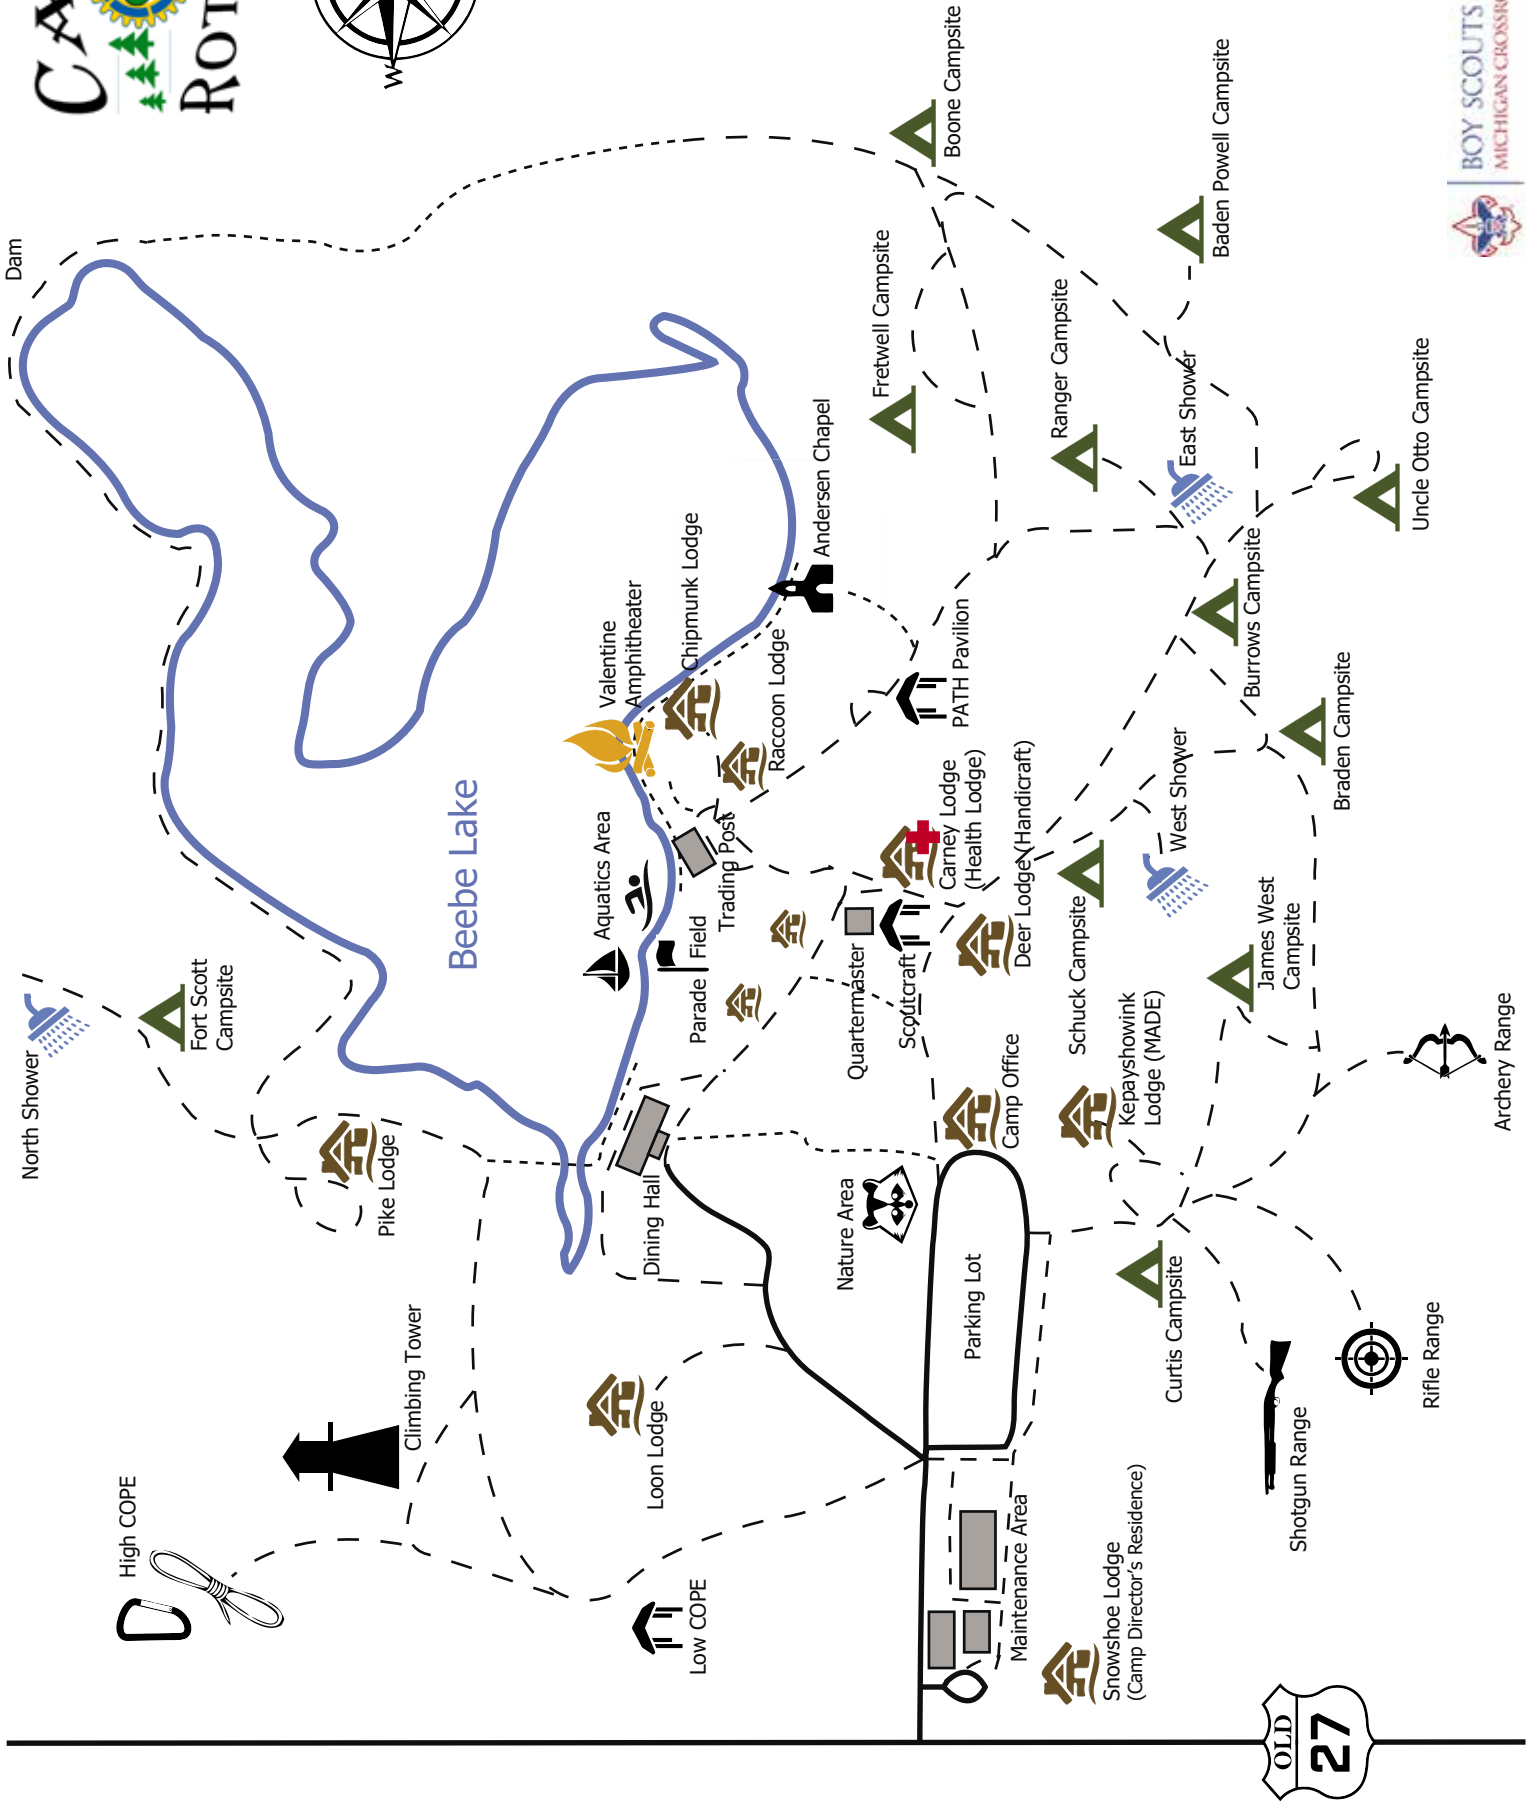 CA
ROT
W
BOY SCOUTS
Dam
Boone Campsite
Baden Powell Campsite
Fretwell Campsite
Ranger Campsite
East Shower
Uncle Otto Campsite
Andersen Chapel
Chipmunk Lodge
Valentine
Amphitheater
Raccoon Lodge
PATH Pavilion
Burrows Campsite
Braden Campsite
West Shower
Beebe Lake
Aquatics Area
Trading Post
Parade Field
Carney Lodge
(Health Lodge)
Deer Lodge (Handicraft)
Quartermaster
Scoutcraft
Schuck Campsite
James West
Campsite
North Shower
Fort Scott
Campsite
Pike Lodge
Camp Office
Kepayshowink
Lodge (MADE)
Archery Range
Dining Hall
Nature Area
Parking Lot
Curtis Campsite
Rifle Range
Shotgun Range
Climbing Tower
High COPE
Loon Lodge
Low COPE
Maintenance Area
Snowshoe Lodge
(Camp Director's Residence)
OLD
27